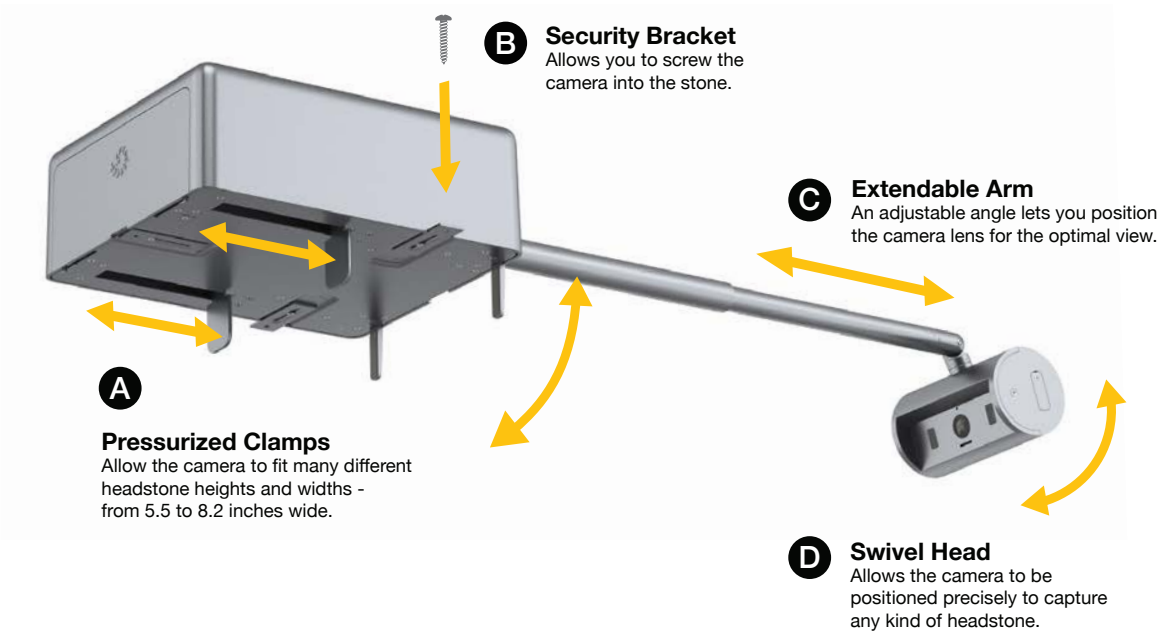 B
Security Bracket
Allows you to screw the
camera into the stone.
C
Extendable Arm
An adjustable angle lets you position
the camera lens for the optimal view.
A
Pressurized Clamps
Allow the camera to fit many different
headstone heights and widths -
from 5.5 to 8.2 inches wide.
D
Swivel Head
Allows the camera to be
positioned precisely to capture
any kind of headstone.